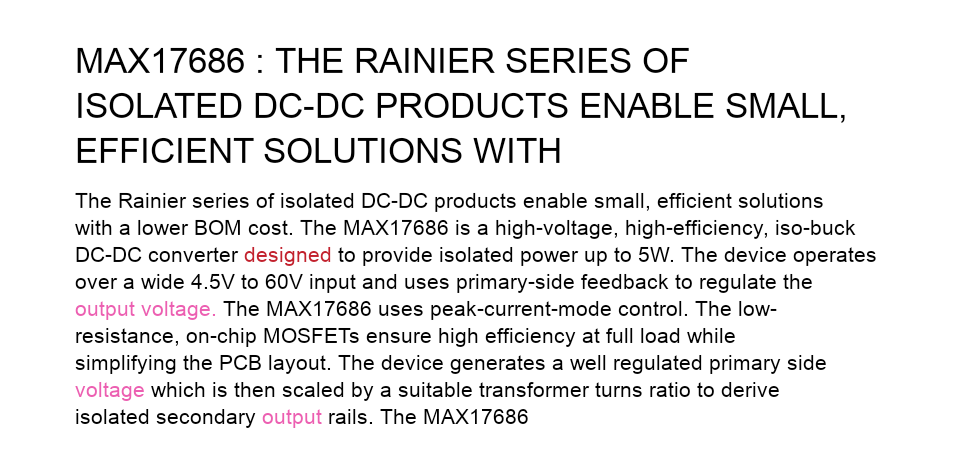 MAX17686 : THE RAINIER SERIES OF
ISOLATED DC-DC PRODUCTS ENABLE SMALL,
EFFICIENT SOLUTIONS WITH
The Rainier series of isolated DC-DC products enable small, efficient solutions
with a lower BOM cost. The MAX17686 is a high-voltage, high-efficiency, iso-buck
DC-DC converter designed to provide isolated power up to 5W. The device operates
over a wide 4.5V to 60V input and uses primary-side feedback to regulate the
output voltage. The MAX17686 uses peak-current-mode control. The low-
resistance, on-chip MOSFETs ensure high efficiency at full load while
simplifying the PCB layout. The device generates a well regulated primary side
voltage which is then scaled by a suitable transformer turns ratio to derive
isolated secondary output rails. The MAX17686